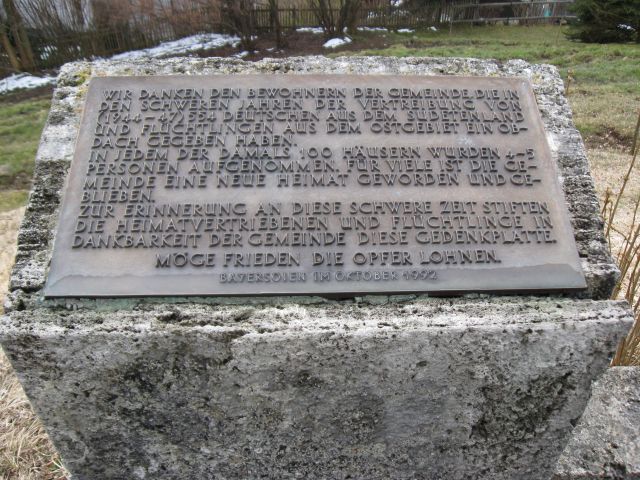 WIR DANKEN DEN BEWOHNERN DER GEMEINDE DIE IN
DEN SCHWEREN JAHREN DER VERTREIBUNG VON
(1944-47) 554 DEUTSCHEN AUS DEM SUDETENLAND
UND FLÜCHTLINGEN AUS DEM OSTGEBIET EIN OB-
DACH GEGEBEN HABEN.
IN JEDEM DER DAMALS 100 HÄUSERN WURDEN 4-5
PERSONEN AUFGENOMMEN. FÜR VIELE IST DIE GE-
MEINDE EINE NEUE HEIMAT GEWORDEN UND GE-
BLIEBEN.
ZUR ERINNERUNG AN DIESE SCHWERE ZEIT STIFTEN
DIE HEIMATVERTRIEBENEN UND FLÜCHTLINGE IN
DANKBARKEIT DER GEMEINDE DIESE GEDENKPLATTE.
MÖGE FRIEDEN DIE OPFER LOHNEN.
BAYERSOIEN IM OKTOBER 1992